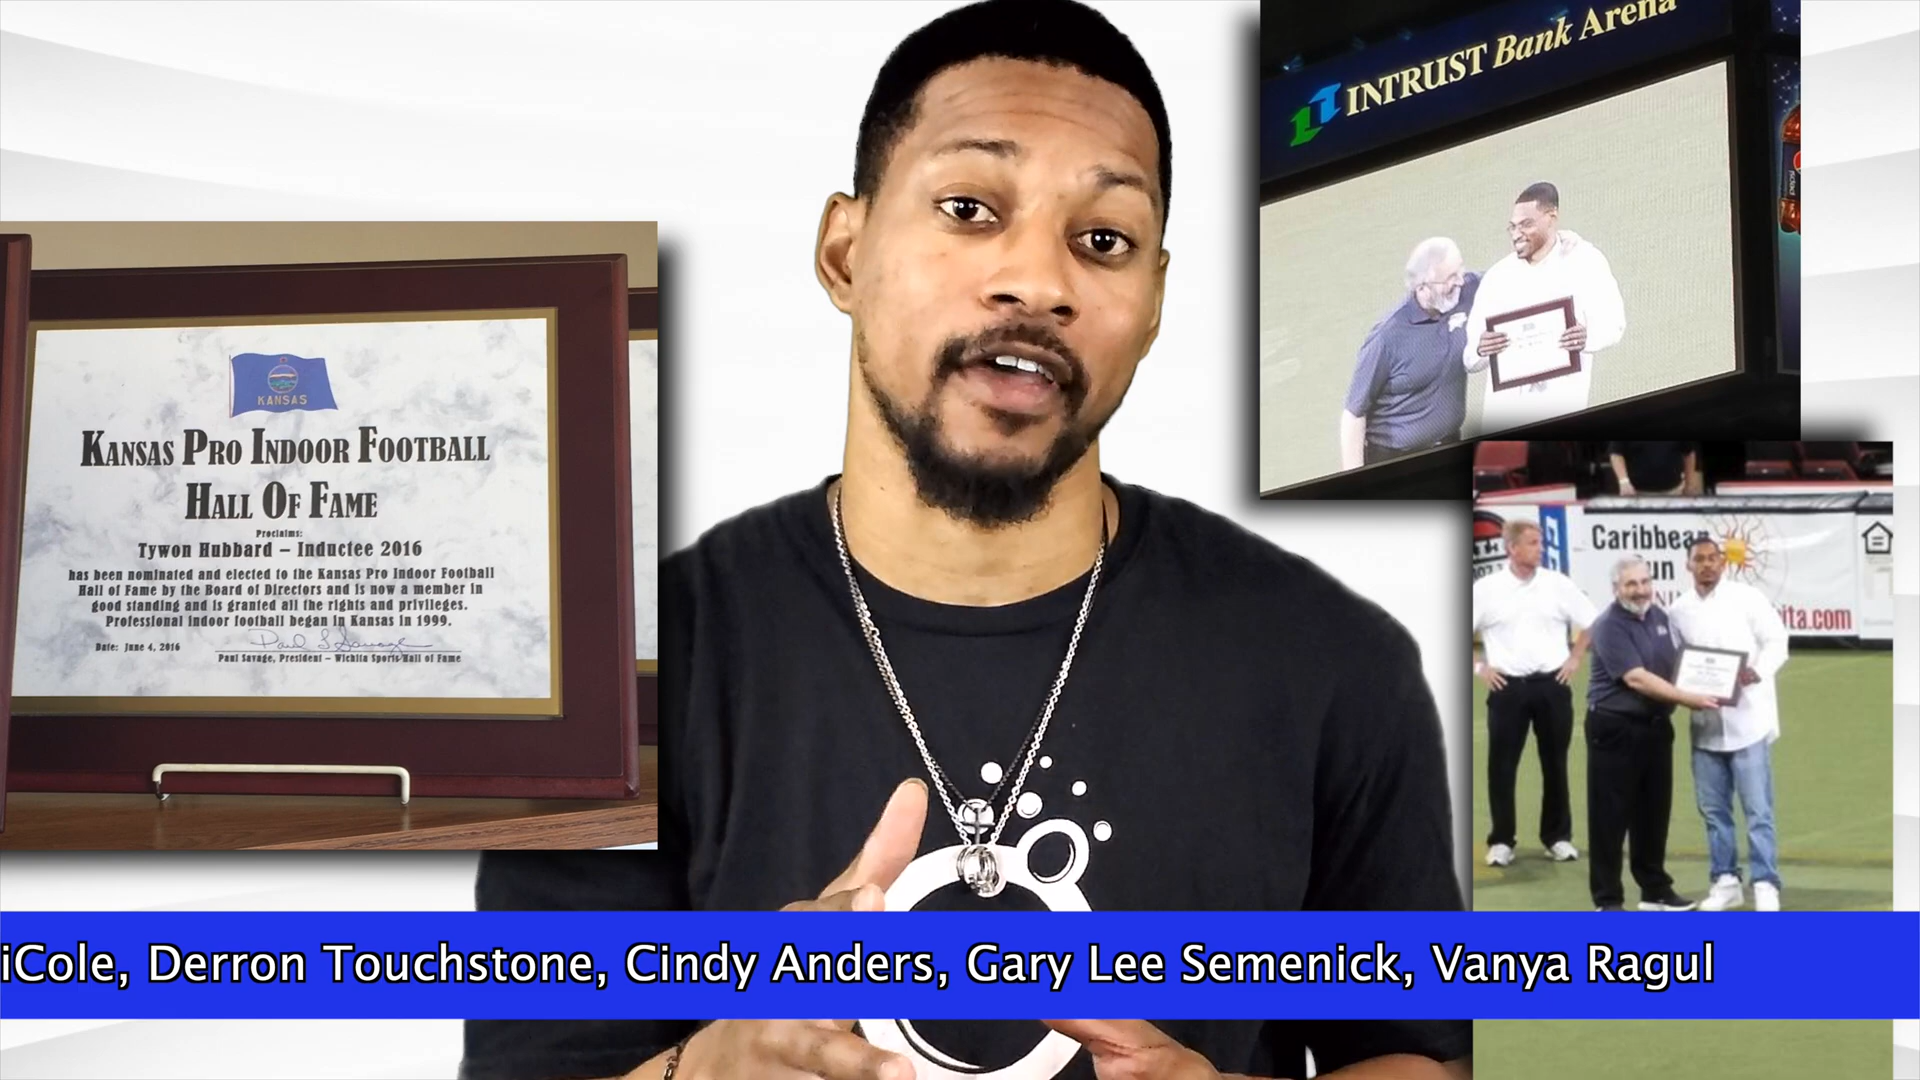 KANSAS
KANSAS PRO INDOOR FOOTBALL
HALL OF FAME
Proclaims:
Tywon Hubbard – Inductee 2016
has been nominated and elected to the Kansas Pro Indoor Football
Hall of Fame by the Board of Directors and is now a member in
good standing and is granted all the rights and privileges.
Professional indoor football began in Kansas in 1999.
Date: June 4, 2016
Paul Savage, President – Wichita Sports Hall of Fame
INTRUST Bank Arena
Caribbean
un
ita.com
iCole, Derron Touchstone, Cindy Anders, Gary Lee Semenick, Vanya Ragul